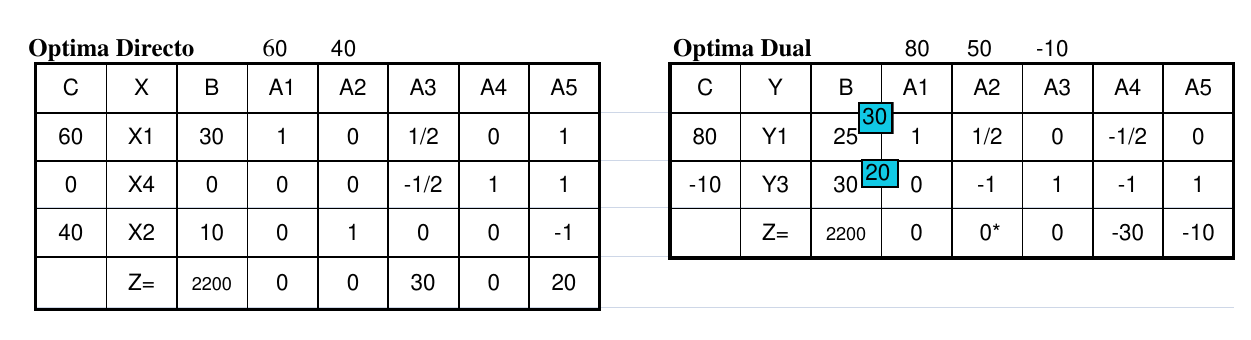 Optima Directo 60 40
C X B A1 A2 A3 A4 A5
60 X1 30 1 0 1/2 0 1
0 X4 0 0 0 -1/2 1 1
40 X2 10 0 1 0 0 -1
Z= 2200 0 0 30 0 20
Optima Dual 80 50 -10
C Y B A1 A2 A3 A4 A5
30
80 Y1 25 1 1/2 0 -1/2 0
20
-10 Y3 30 0 -1 1 -1 1
Z= 2200 0 0* 0 -30 -10